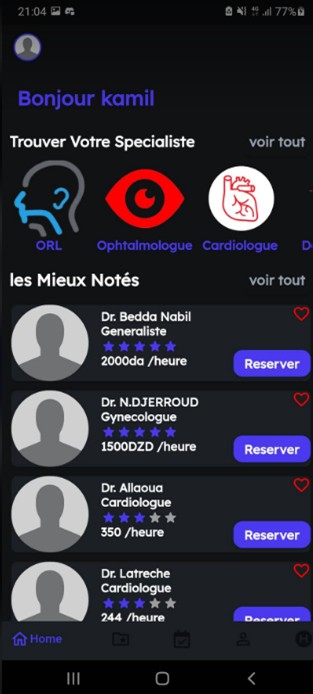 21:04 77%
Bonjour kamil
Trouver Votre Specialiste voir tout
ORL Ophtalmologue Cardiologue D
les Mieux Notés voir tout
Dr. Bedda Nabil
Generaliste
2000da /heure Reserver
Dr. N.DJERROUD
Gynecologue
1500DZD /heure Reserver
Dr. Allaoua
Cardiologue
350 /heure Reserver
Dr. Latreche
Cardiologue
244 /heure Reserver
Home